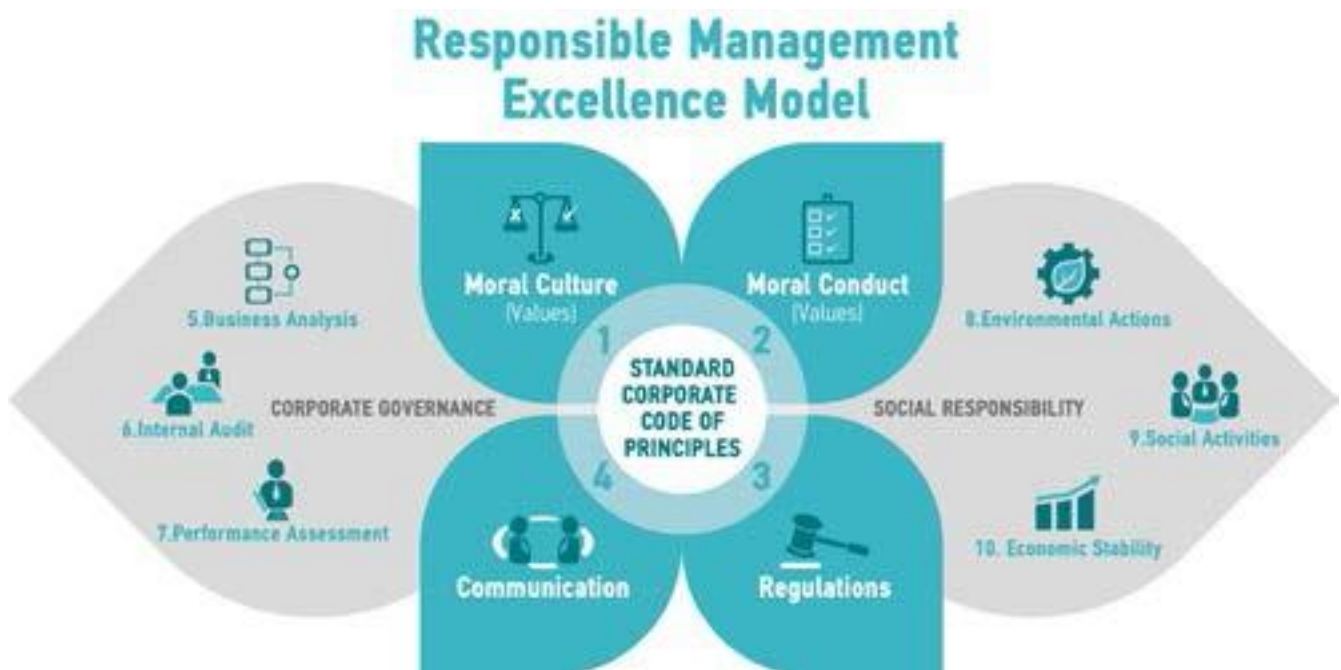 Responsible Management
Excellence Model
Moral Culture
(Values)
1
Moral Conduct
(Values)
2
STANDARD
CORPORATE
CODE OF
PRINCIPLES
4
3
Communication
Regulations
5.Business Analysis
6.Internal Audit
CORPORATE GOVERNANCE
7.Performance Assessment
8.Environmental Actions
SOCIAL RESPONSIBILITY
9.Social Activities
10. Economic Stability